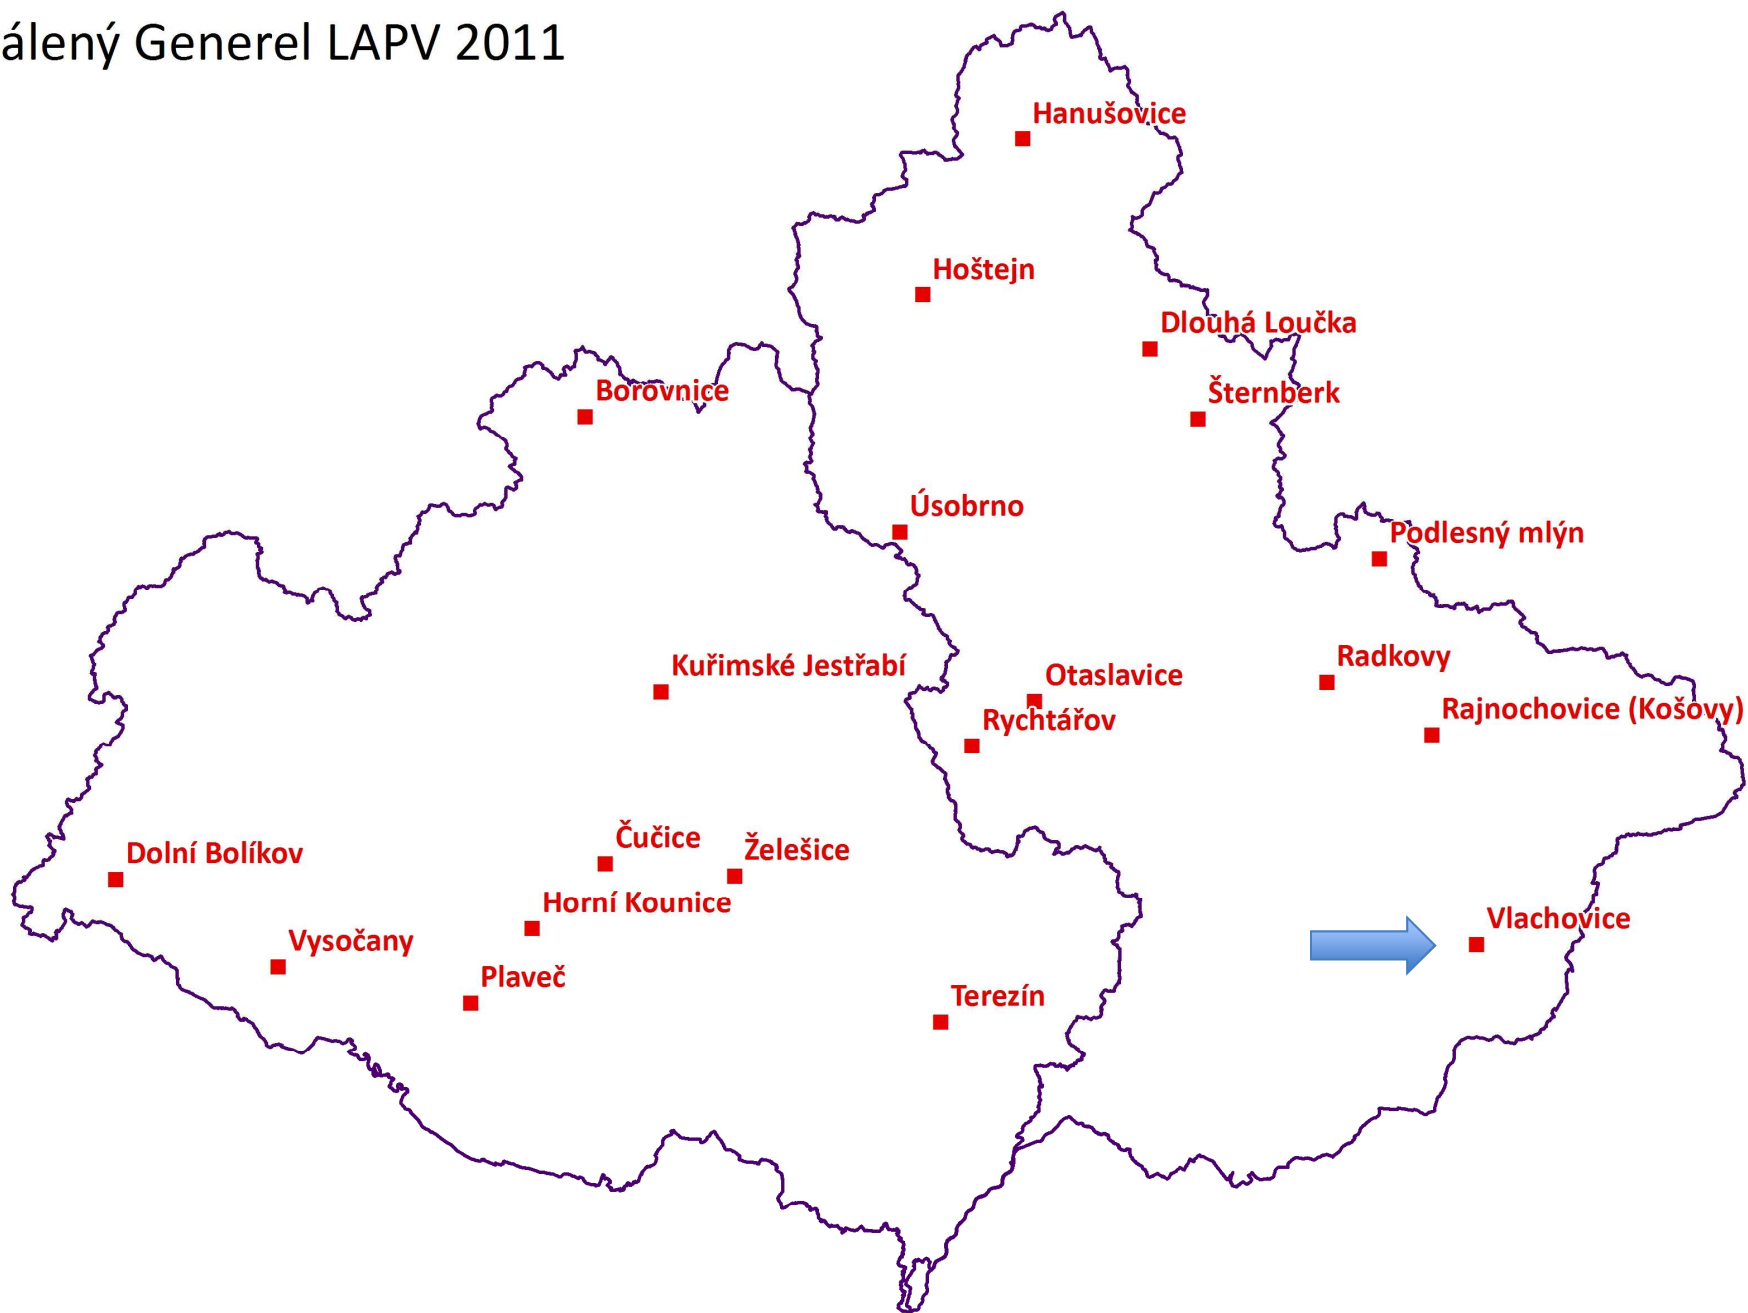 álený Generel LAPV 2011
Hanušovice
Hoštejn
Dlouhá Loučka
Borovnice
Šternberk
Úsobrno
Podlesný mlýn
Kuřimské Jestřabí
Otaslavice
Radkovy
Rychtářov
Rajnochovice (Košovy)
Čučice
Želešice
Dolní Bolíkov
Horní Kounice
Vlachovice
Vysočany
Plaveč
Terezín